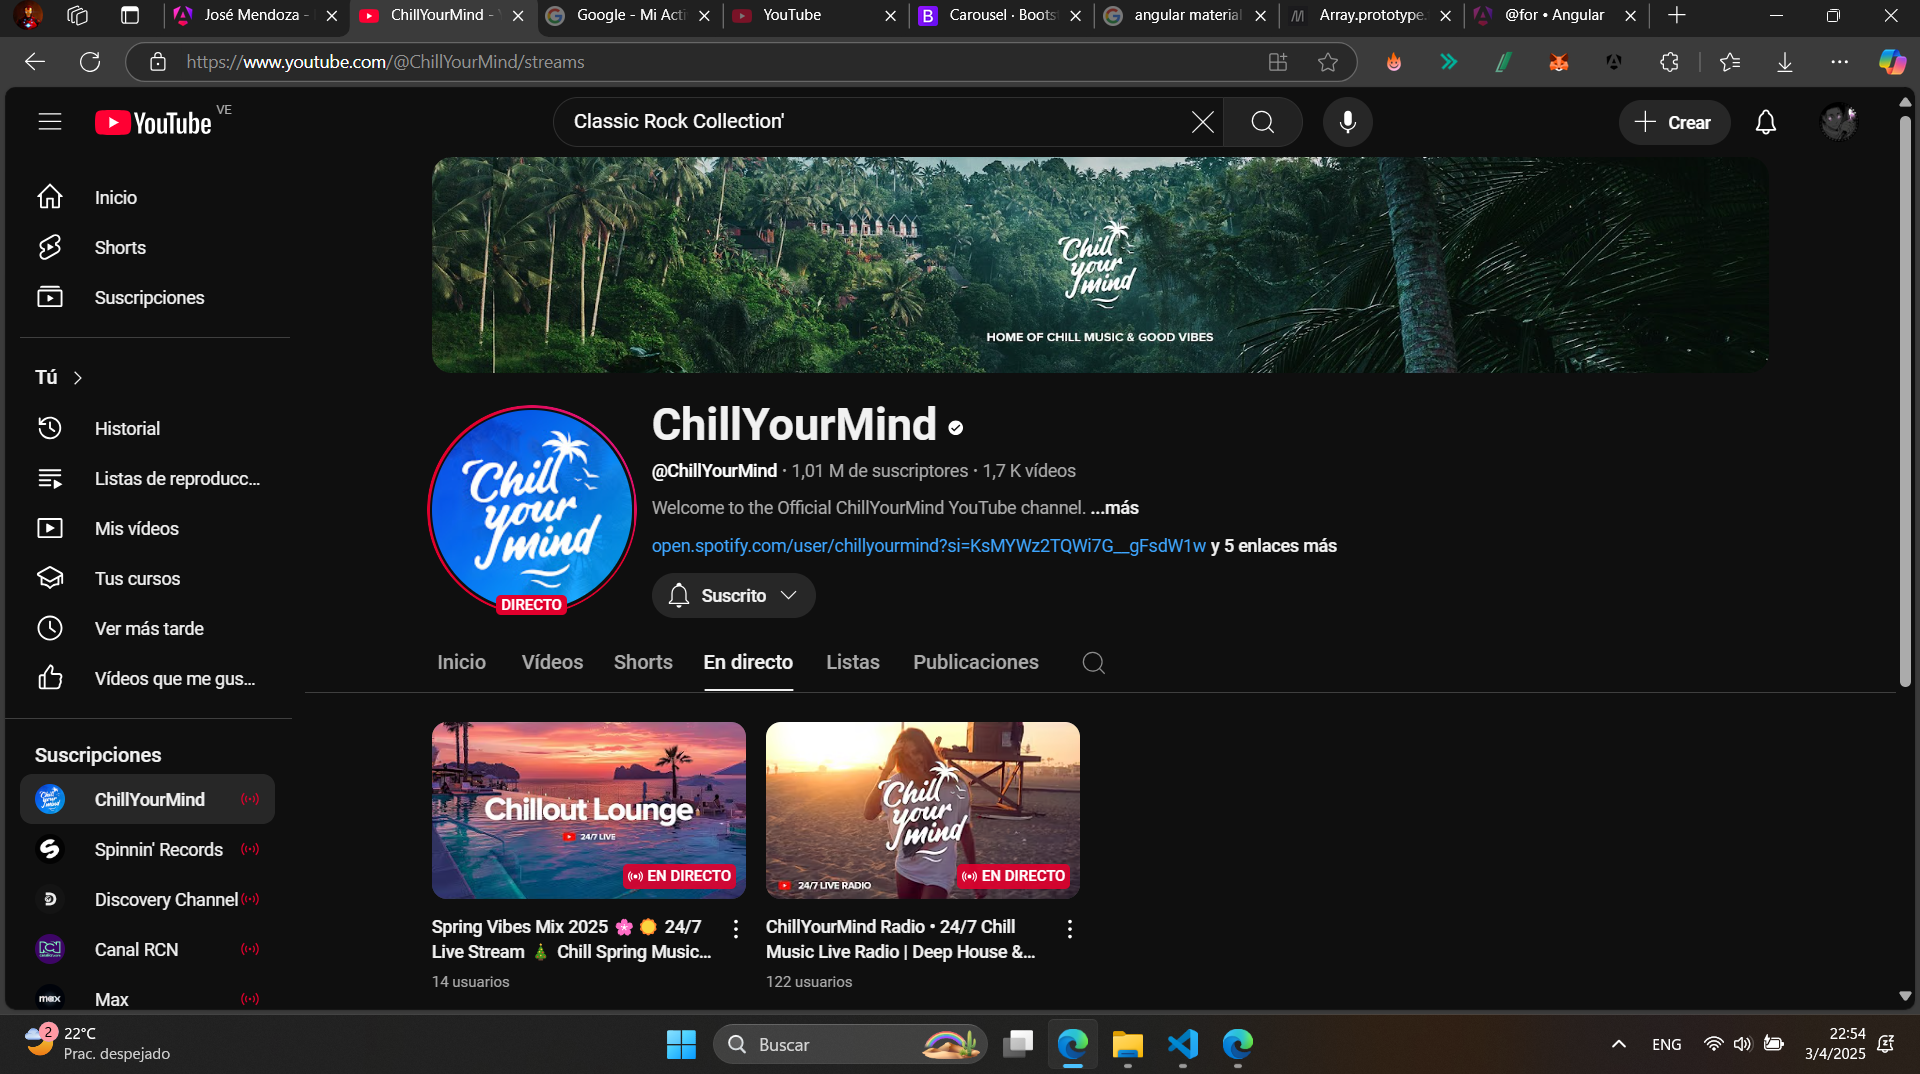 José Mendoza -
ChillYourMind -
Google - Mi Acti
YouTube
Carousel · Boots
angular material
Array.prototype.
@for • Angular
https://www.youtube.com/@ChillYourMind/streams
YouTube VE
Classic Rock Collection'
Crear
Inicio
Shorts
Suscripciones
Tú
Historial
Listas de reproducc...
Mis vídeos
Tus cursos
Ver más tarde
Vídeos que me gus...
Suscripciones
ChillYourMind
Spinnin' Records
Discovery Channel
Canal RCN
max
Max
Chill
your
mind
HOME OF CHILL MUSIC & GOOD VIBES
Chill
your
mind
DIRECTO
ChillYourMind
@ChillYourMind · 1,01 M de suscriptores · 1,7 K vídeos
Welcome to the Official ChillYourMind YouTube channel. ...más
open.spotify.com/user/chillyourmind?si=KsMYWz2TQWi7G__gFsdW1w y 5 enlaces más
Suscrito
Inicio
Vídeos
Shorts
En directo
Listas
Publicaciones
Chillout Lounge
24/7 LIVE
EN DIRECTO
Spring Vibes Mix 2025 🌸 🌞 24/7
Live Stream 🎄 Chill Spring Music...
14 usuarios
Chill
your
mind
24/7 LIVE RADIO
EN DIRECTO
ChillYourMind Radio • 24/7 Chill
Music Live Radio | Deep House &...
122 usuarios
2
22°C
Prac. despejado
Buscar
ENG
22:54
3/4/2025